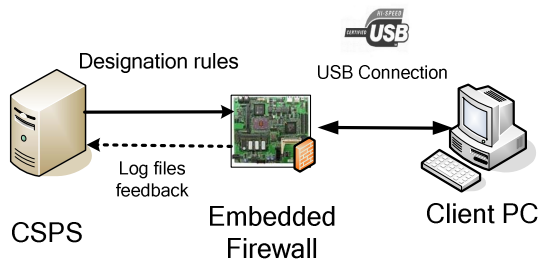 HI-SPEED
CERTIFIED
USB
Designation rules
USB Connection
Log files
feedback
CSPS
Embedded
Firewall
Client PC